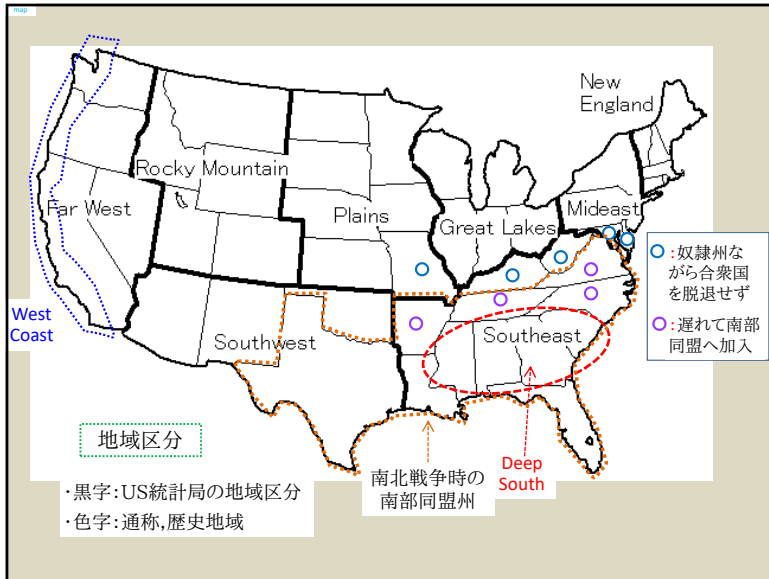 map
New
England
Rocky Mountain
Far West
Plains
Great Lakes
Mideast
○:奴隷州な
がら合衆国
を脱退せず
○:遅れて南部
同盟へ加入
West
Coast
Southwest
Southeast
地域区分
南北戦争時の
南部同盟州
Deep
South
・黒字:US統計局の地域区分
・色字:通称,歴史地域